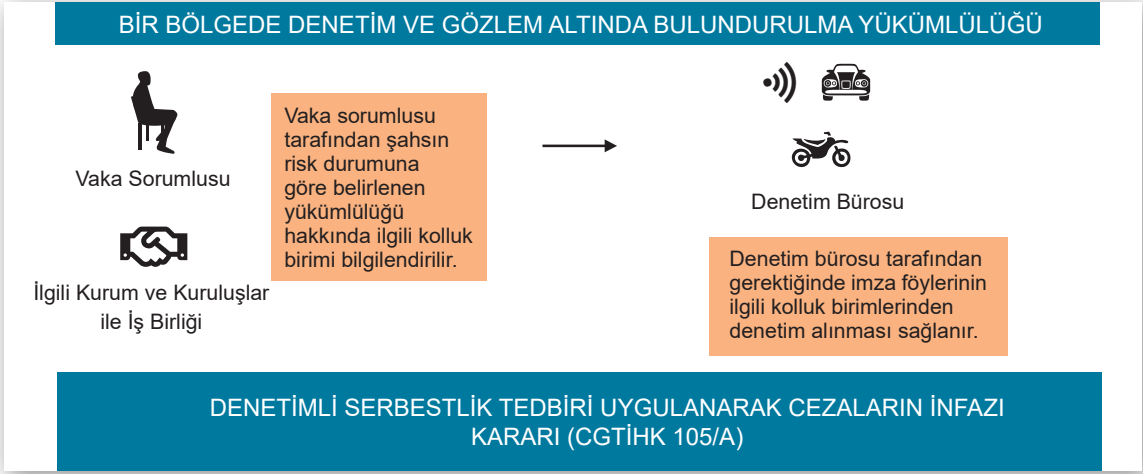 BİR BÖLGEDE DENETİM VE GÖZLEM ALTINDA BULUNDURULMA YÜKÜMLÜLÜĞÜ
Vaka Sorumlusu
İlgili Kurum ve Kuruluşlar
ile İş Birliği
Vaka sorumlusu
tarafından şahsın
risk durumuna
göre belirlenen
yükümlülüğü
hakkında ilgili kolluk
birimi bilgilendirilir.
Denetim Bürosu
Denetim bürosu tarafından
gerektiğinde imza föylerinin
ilgili kolluk birimlerinden
denetim alınması sağlanır.
DENETİMLİ SERBESTLİK TEDBİRİ UYGULANARAK CEZALARIN İNFAZI
KARARI (CGTİHK 105/A)